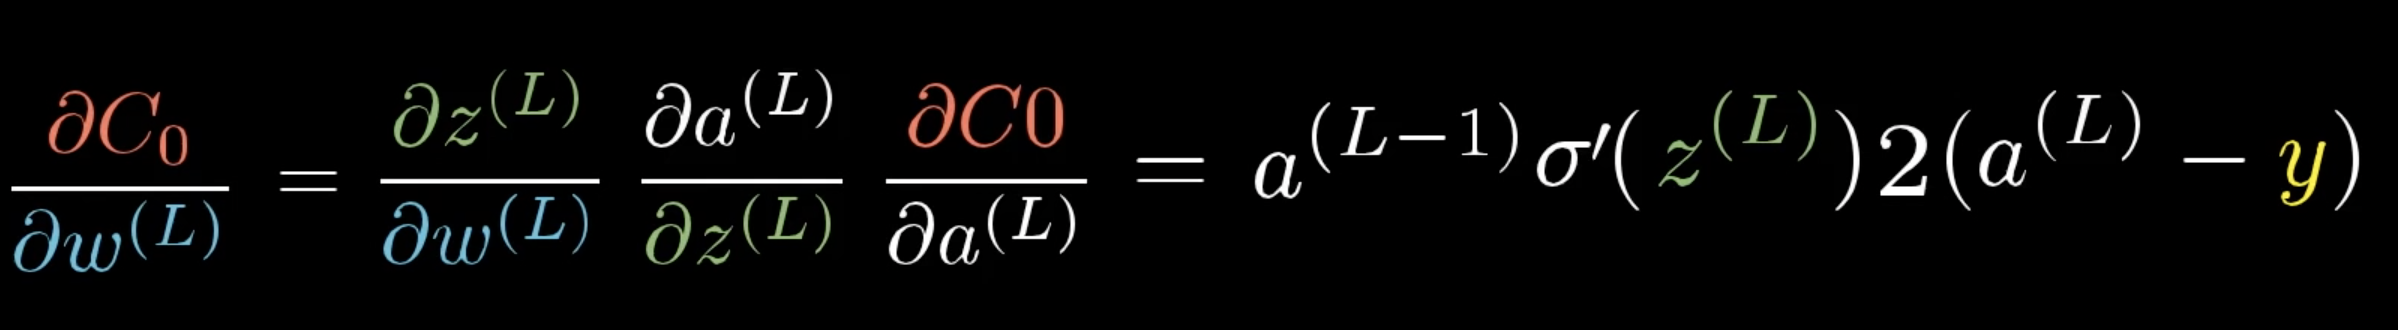 ∂C₀/∂w⁽ᴸ⁾ = ∂z⁽ᴸ⁾/∂w⁽ᴸ⁾ ∂a⁽ᴸ⁾/∂z⁽ᴸ⁾ ∂C0/∂a⁽ᴸ⁾ = a⁽ᴸ⁻¹⁾σ′(z⁽ᴸ⁾)2(a⁽ᴸ⁾ − y)